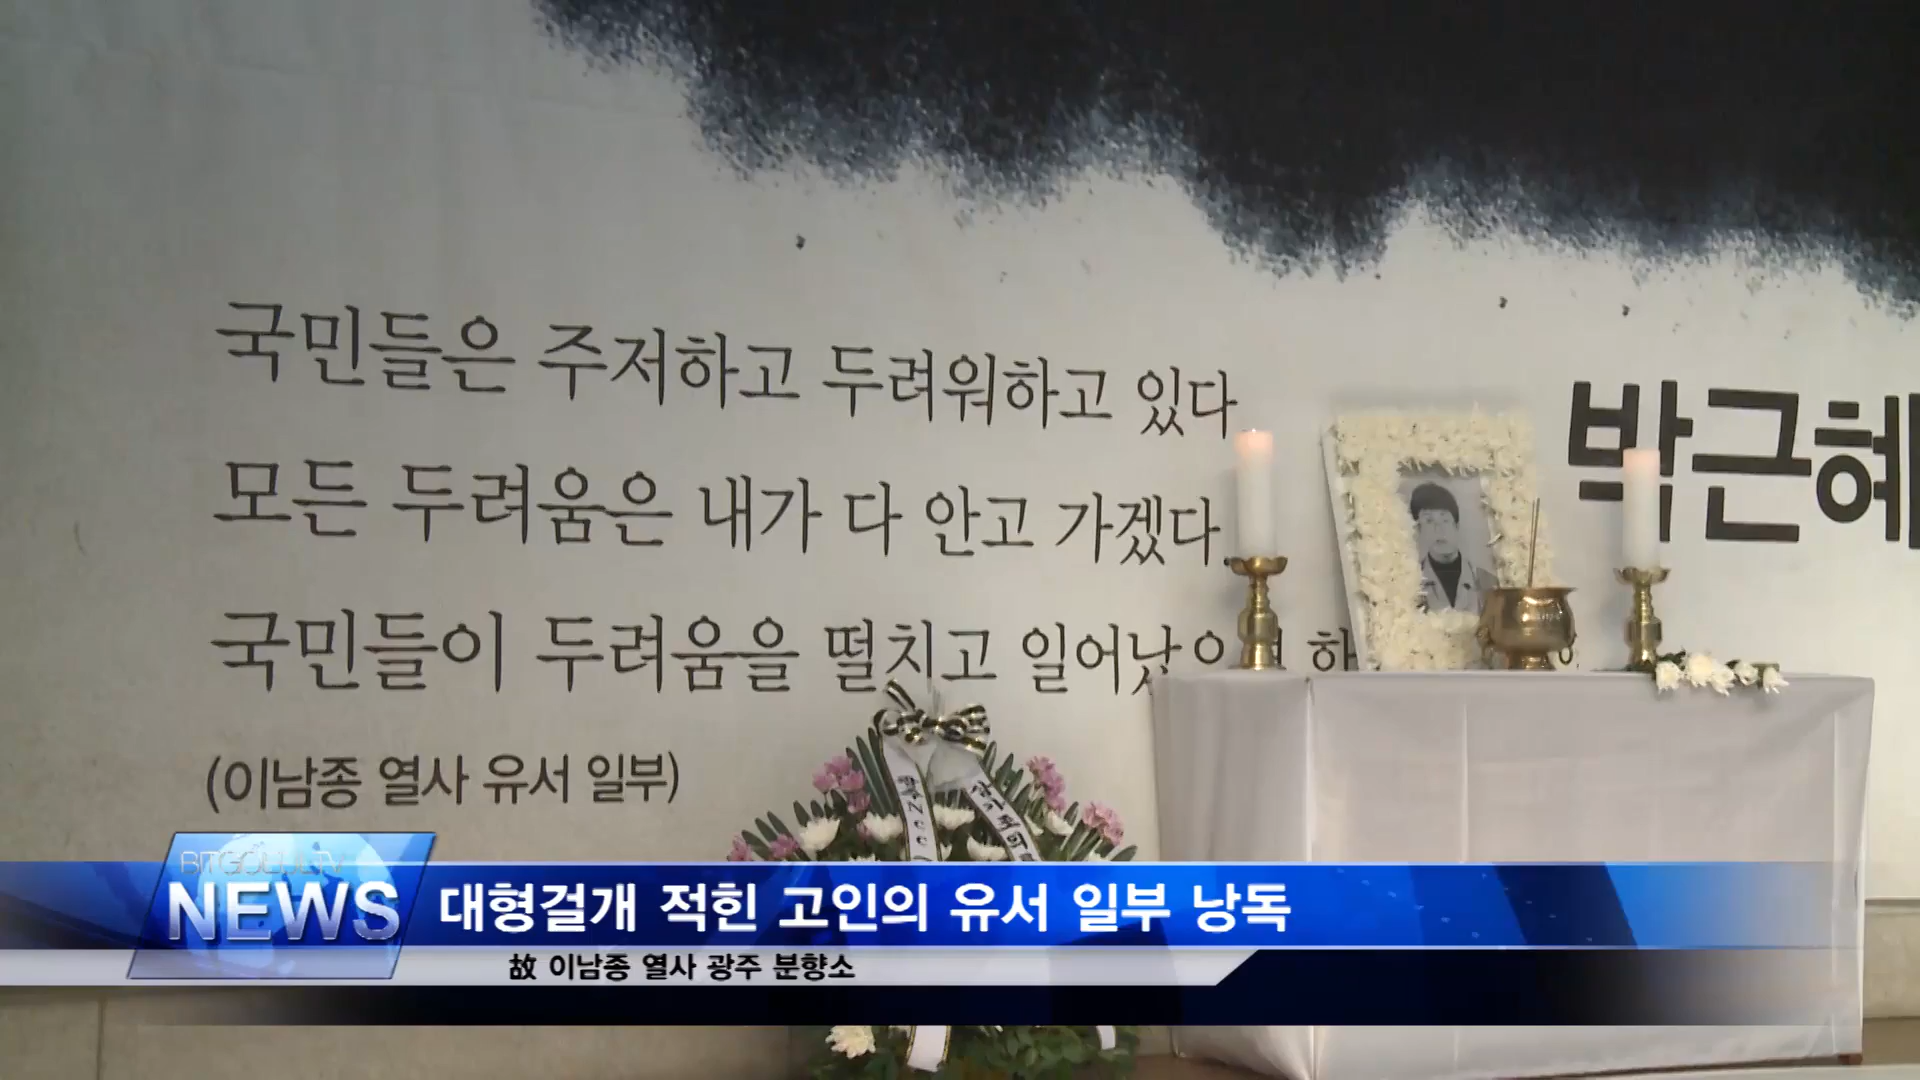 국민들은 주저하고 두려워하고 있다
모든 두려움은 내가 다 안고 가겠다.
국민들이 두려움을 떨치고 일어났으면 하
(이남종 열사 유서 일부)
박근혜
BITGOEULTV
NEWS
대형걸개 적힌 고인의 유서 일부 낭독
故 이남종 열사 광주 분향소